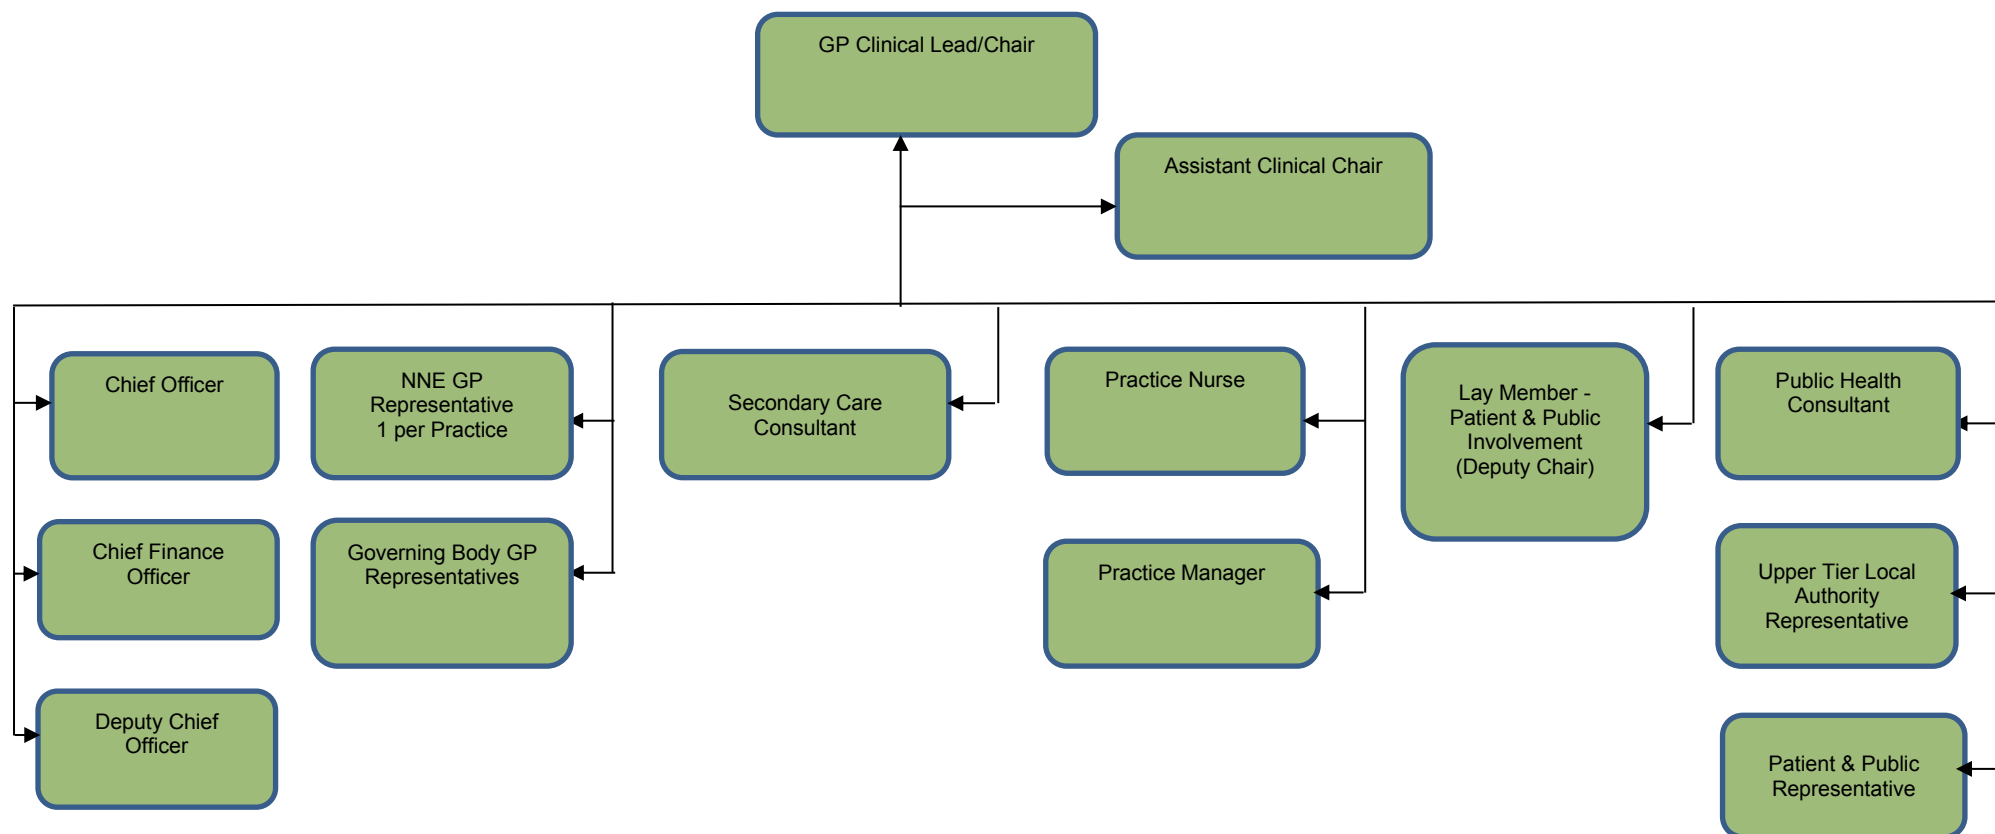 GP Clinical Lead/Chair
Assistant Clinical Chair
Chief Officer
NNE GP
Representative
1 per Practice
Secondary Care
Consultant
Practice Nurse
Lay Member -
Patient & Public
Involvement
(Deputy Chair)
Public Health
Consultant
Chief Finance
Officer
Governing Body GP
Representatives
Practice Manager
Upper Tier Local
Authority
Representative
Deputy Chief
Officer
Patient & Public
Representative